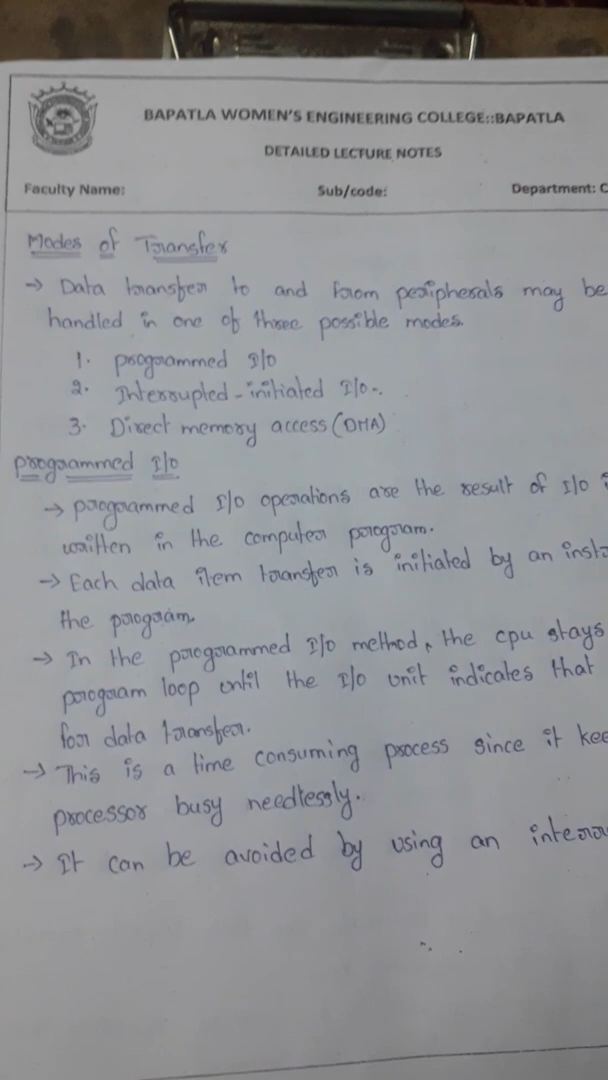 BAPATLA WOMEN'S ENGINEERING COLLEGE::BAPATLA
DETAILED LECTURE NOTES
Faculty Name: Sub/code: Department: C
Modes of Transfer
→ Data transfer to and from peripherals may be
handled in one of three possible modes.
1. programmed I/o
2. Interrupted-initiated I/o-.
3. Direct memory access (DMA)
programmed I/o
→ programmed I/o operations are the result of I/o i
written in the computer program.
→ Each data item transfer is initiated by an instr
the program.
→ In the programmed I/o method, the cpu stays
program loop until the I/o unit indicates that
for data transfer.
→ This is a time consuming process since it kee
processor busy needlessly.
→ It can be avoided by using an interru